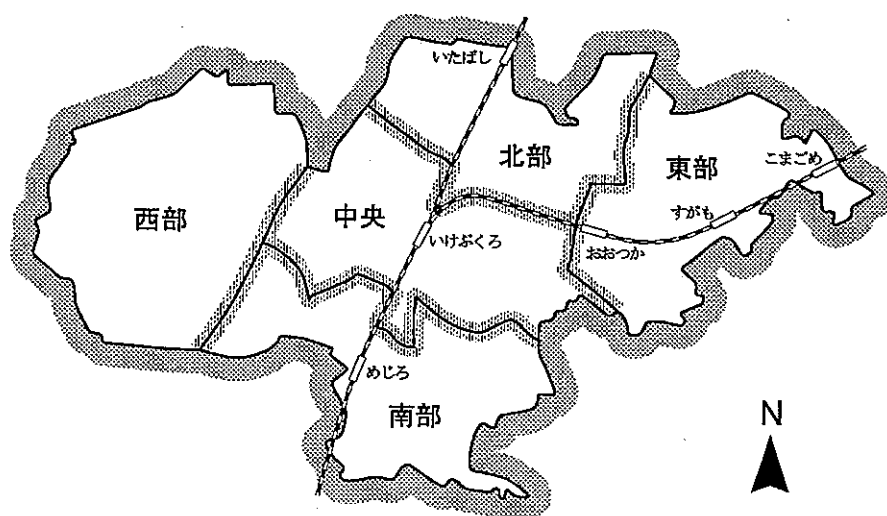 いたばし
北部
東部
こまごめ
西部
中央
すがも
いけぶくろ
おおつか
めじろ
南部
N